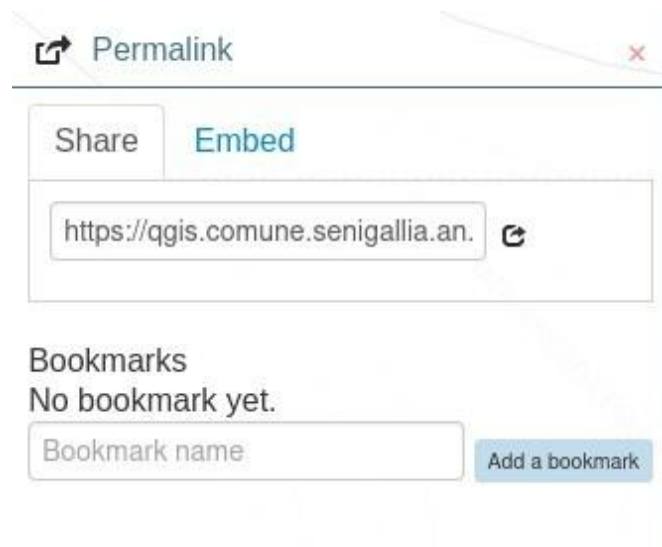 Permalink
Share Embed
https://qgis.comune.senigallia.an.
Bookmarks
No bookmark yet.
Bookmark name
Add a bookmark